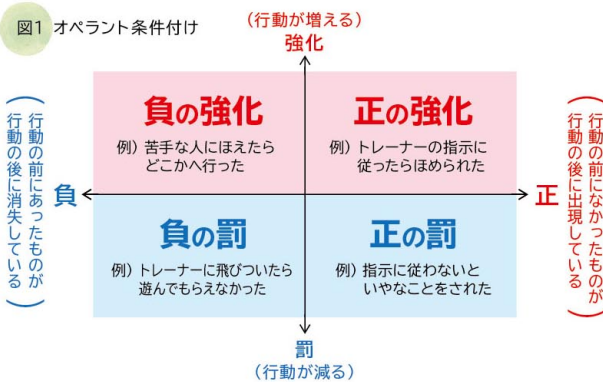 図1 オペラント条件付け
（行動が増える）
強化
負の強化
例）苦手な人にほえたら
どこかへ行った
正の強化
例）トレーナーの指示に
従ったらほめられた
（行動の前にあったものが
行動の後に消失している）
負
正
（行動の前になかったものが
行動の後に出現している）
負の罰
例）トレーナーに飛びついたら
遊んでもらえなかった
正の罰
例）指示に従わないと
いやなことをされた
罰
（行動が減る）